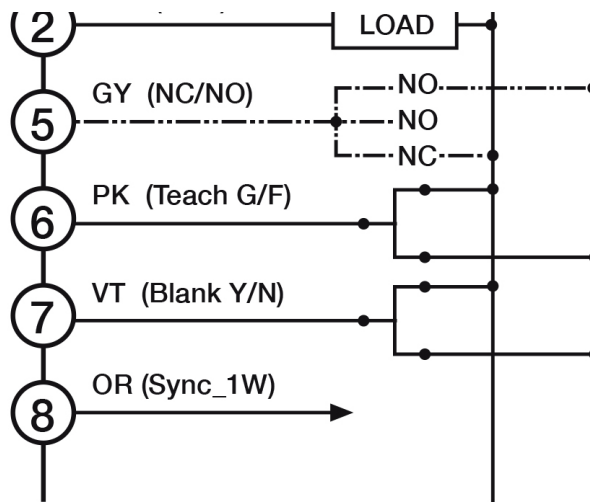 2
LOAD
GY (NC/NO)
NO
5
NO
NC
PK (Teach G/F)
6
VT (Blank Y/N)
7
OR (Sync_1W)
8